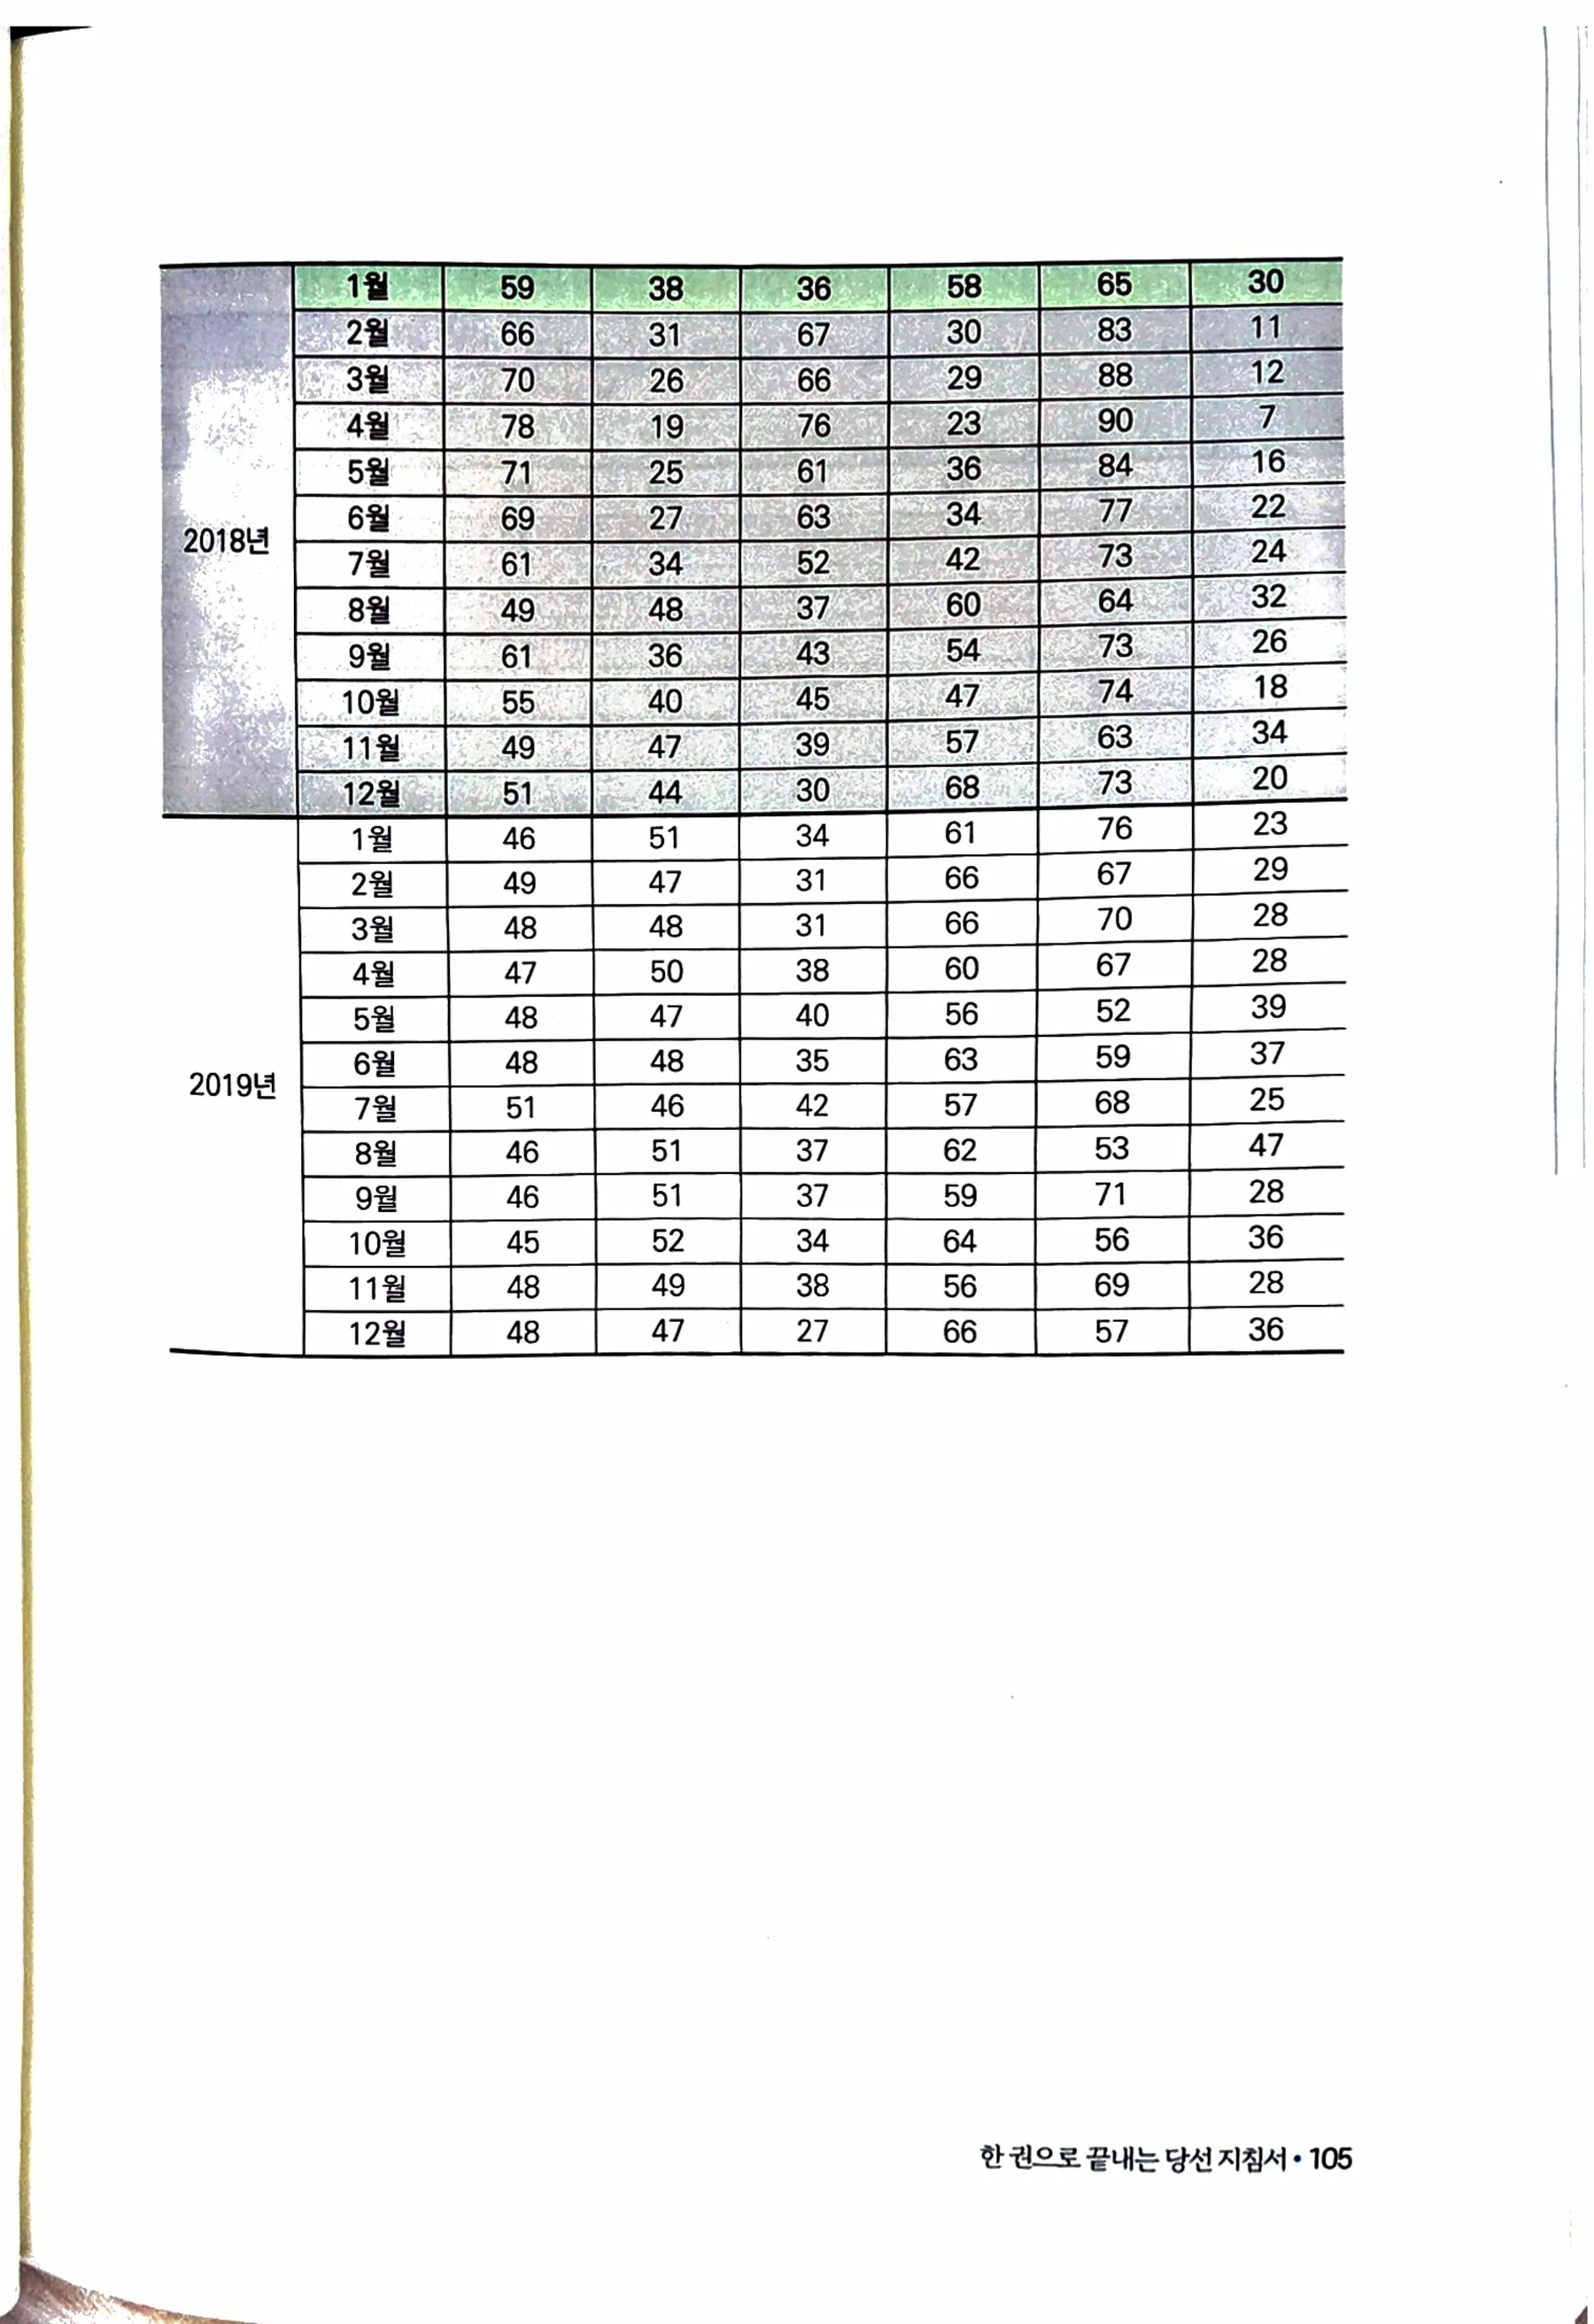 2018년
1월 59 38 36 58 65 30
2월 66 31 67 30 83 11
3월 70 26 66 29 88 12
4월 78 19 76 23 90 7
5월 71 25 61 36 84 16
6월 69 27 63 34 77 22
7월 61 34 52 42 73 24
8월 49 48 37 60 64 32
9월 61 36 43 54 73 26
10월 55 40 45 47 74 18
11월 49 47 39 57 63 34
12월 51 44 30 68 73 20
2019년
1월 46 51 34 61 76 23
2월 49 47 31 66 67 29
3월 48 48 31 66 70 28
4월 47 50 38 60 67 28
5월 48 47 40 56 52 39
6월 48 48 35 63 59 37
7월 51 46 42 57 68 25
8월 46 51 37 62 53 47
9월 46 51 37 59 71 28
10월 45 52 34 64 56 36
11월 48 49 38 56 69 28
12월 48 47 27 66 57 36
한 권으로 끝내는 당선 지침서 • 105